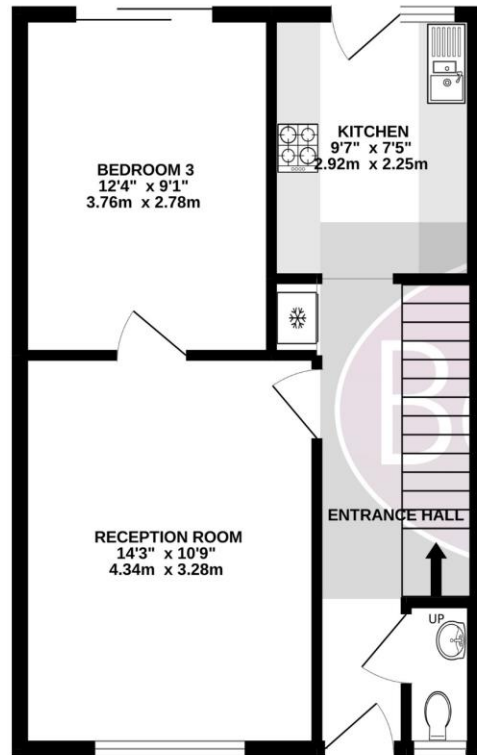 KITCHEN
9'7" x 7'5"
2.92m x 2.25m
BEDROOM 3
12'4" x 9'1"
3.76m x 2.78m
ENTRANCE HALL
RECEPTION ROOM
14'3" x 10'9"
4.34m x 3.28m
UP